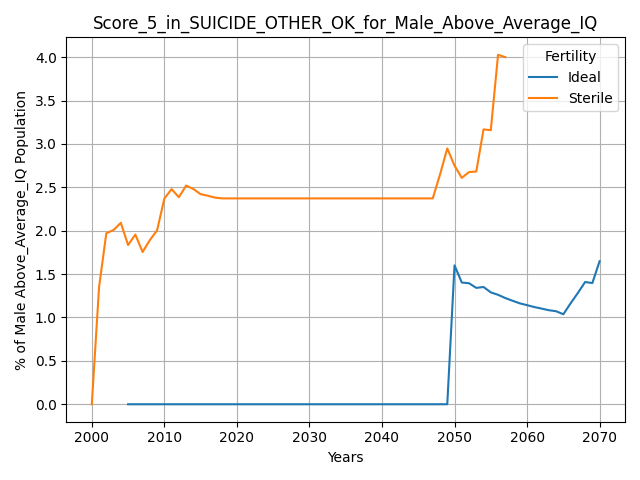 Score_5_in_SUICIDE_OTHER_OK_for_Male_Above_Average_IQ
% of Male Above_Average_IQ Population
4.0
3.5
3.0
2.5
2.0
1.5
1.0
0.5
0.0
Fertility
Ideal
Sterile
2000 2010 2020 2030 2040 2050 2060 2070
Years